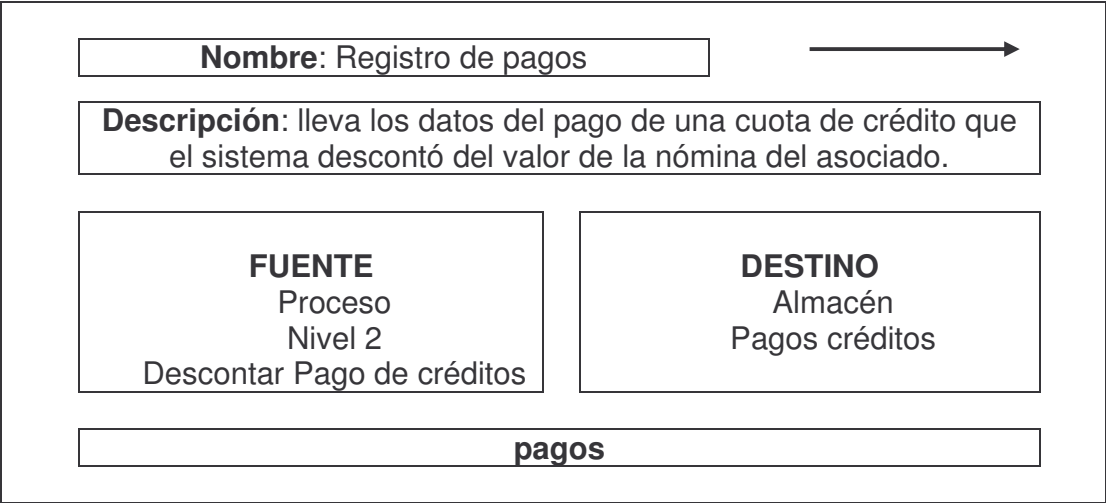 Nombre: Registro de pagos
Descripción: lleva los datos del pago de una cuota de crédito que
el sistema descontó del valor de la nómina del asociado.
FUENTE
Proceso
Nivel 2
Descontar Pago de créditos
DESTINO
Almacén
Pagos créditos
pagos